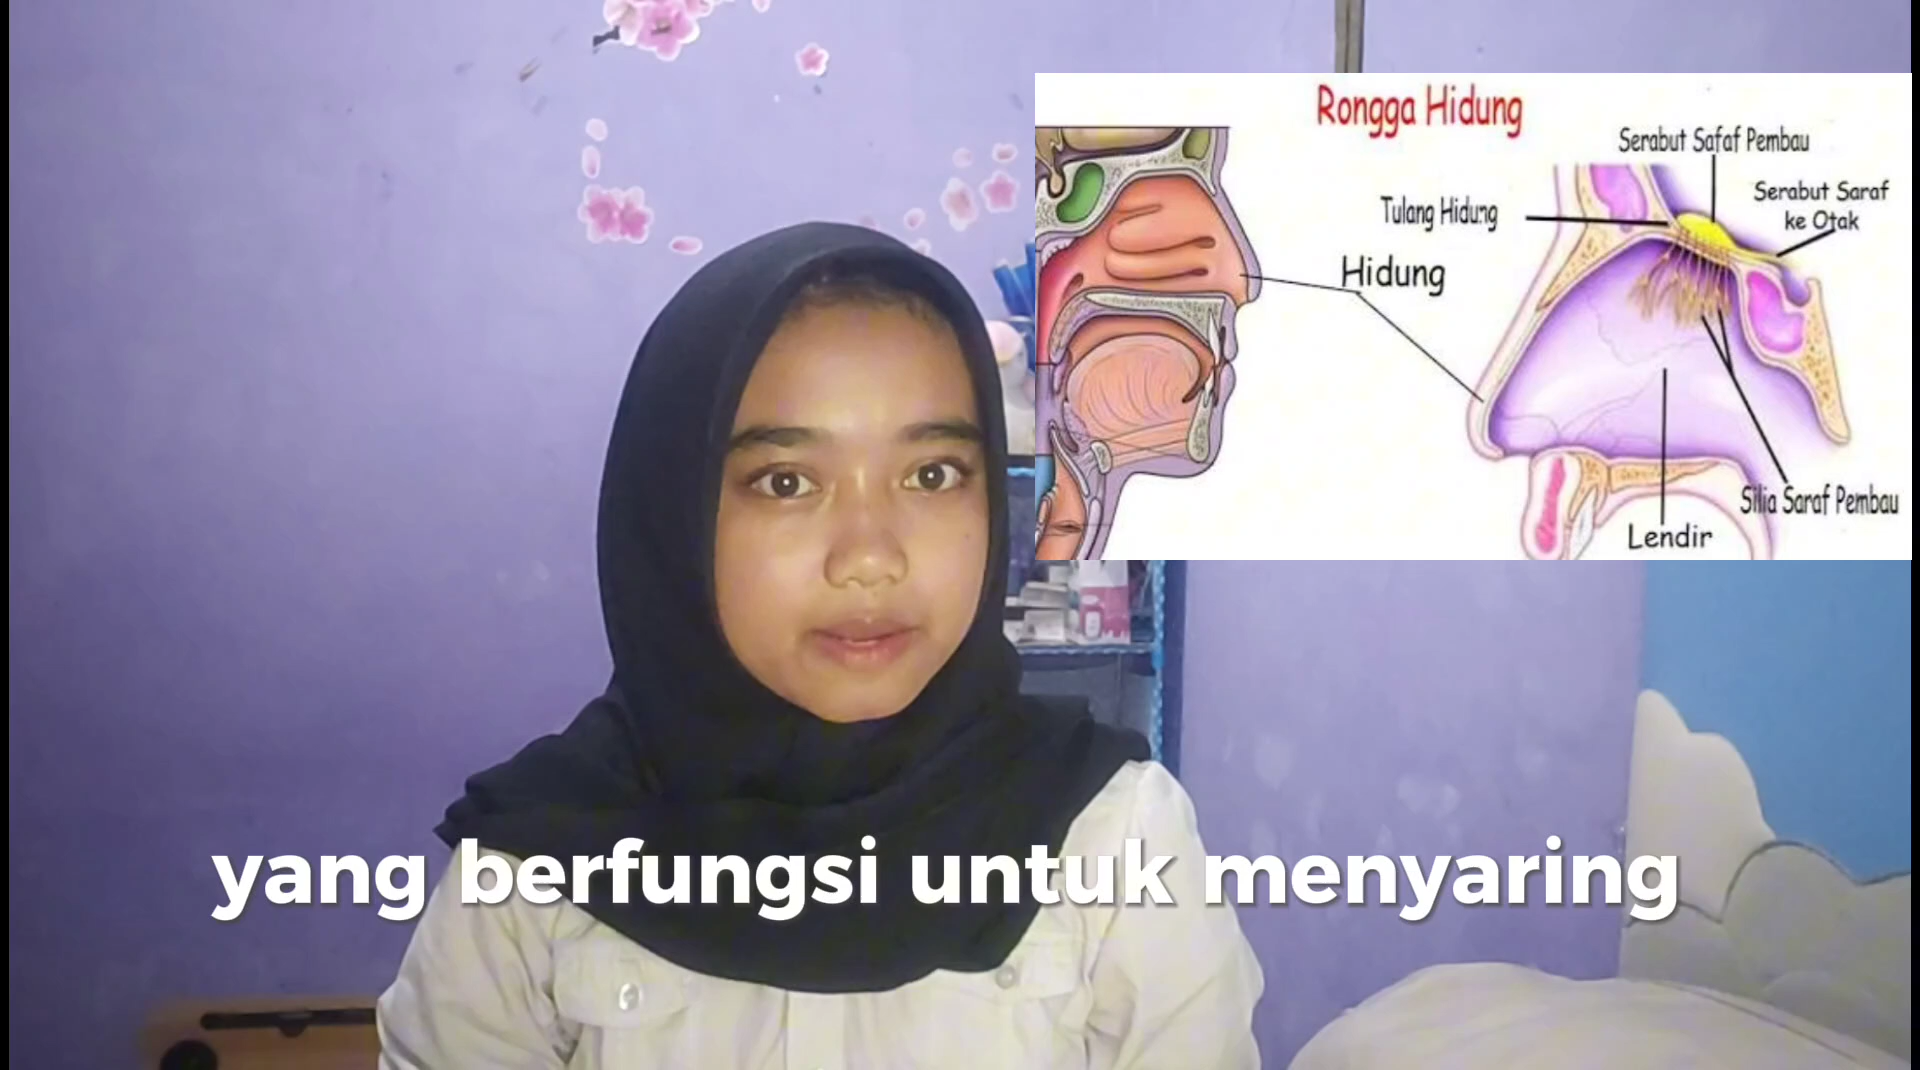 Rongga Hidung
Serabut Safaf Pembau
Serabut Saraf
ke Otak
Tulang Hidung
Hidung
Silia Saraf Pembau
Lendir
yang berfungsi untuk menyaring